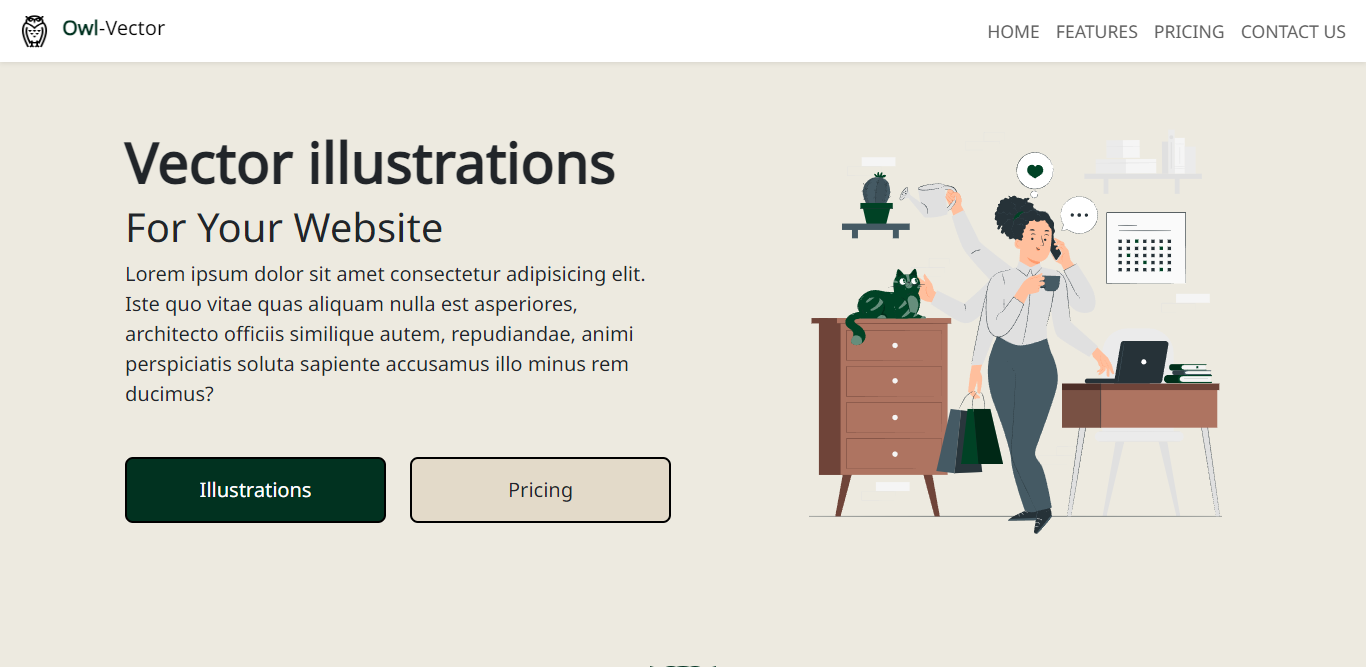 Owl-Vector
HOME FEATURES PRICING CONTACT US
Vector illustrations
For Your Website
Lorem ipsum dolor sit amet consectetur adipisicing elit.
Iste quo vitae quas aliquam nulla est asperiores,
architecto officiis similique autem, repudiandae, animi
perspiciatis soluta sapiente accusamus illo minus rem
ducimus?
Illustrations
Pricing